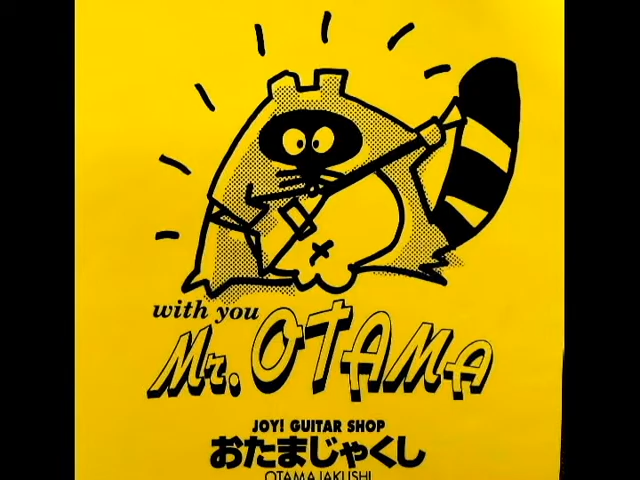 with you
Mr. OTAMA
JOY! GUITAR SHOP
おたまじゃくし
OTAMAJAKUSHI